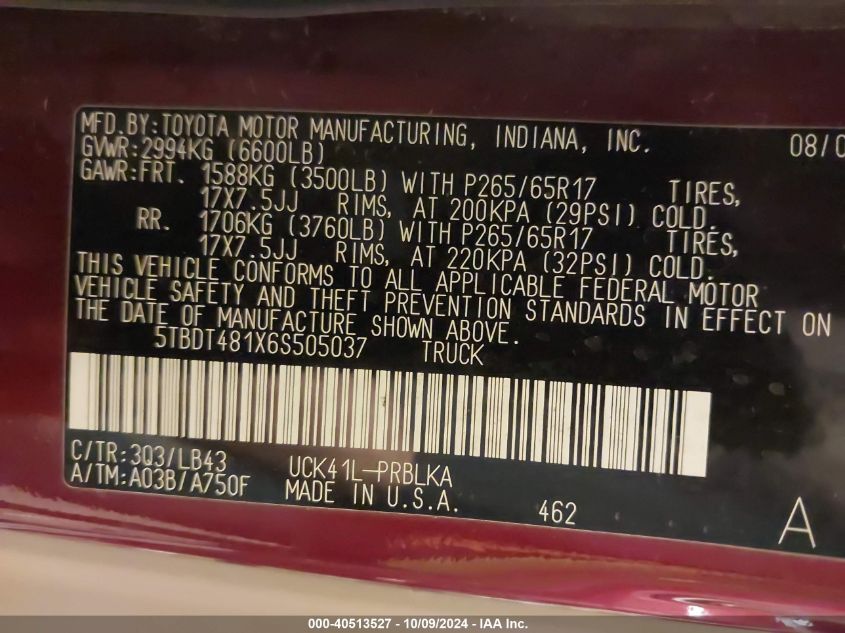 MFD.BY:TOYOTA MOTOR MANUFACTURING, INDIANA, INC. 08/0
GVWR:2994KG (6600LB)
GAWR:FRT. 1588KG (3500LB) WITH P265/65R17 TIRES,
17X7.5JJ RIMS, AT 200KPA (29PSI) COLD.
RR. 1706KG (3760LB) WITH P265/65R17 TIRES,
17X7.5JJ RIMS, AT 220KPA (32PSI) COLD.
THIS VEHICLE CONFORMS TO ALL APPLICABLE FEDERAL MOTOR
VEHICLE SAFETY AND THEFT PREVENTION STANDARDS IN EFFECT ON
THE DATE OF MANUFACTURE SHOWN ABOVE.
5TBDT481X6S505037 TRUCK
C/TR:3Q3/LB43 UCK41L-PRBLKA
A/TM:A03B/A750F MADE IN U.S.A. 462 A
000-40513527 - 10/09/2024 - IAA Inc.